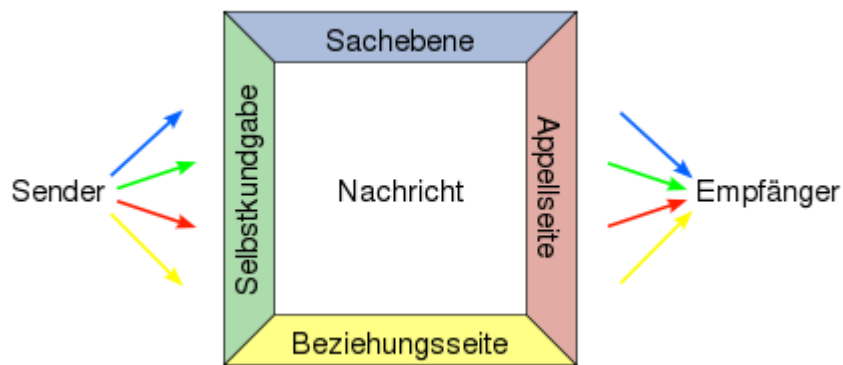 Sachebene
Sender
Selbstkundgabe
Nachricht
Appellseite
Empfänger
Beziehungsseite